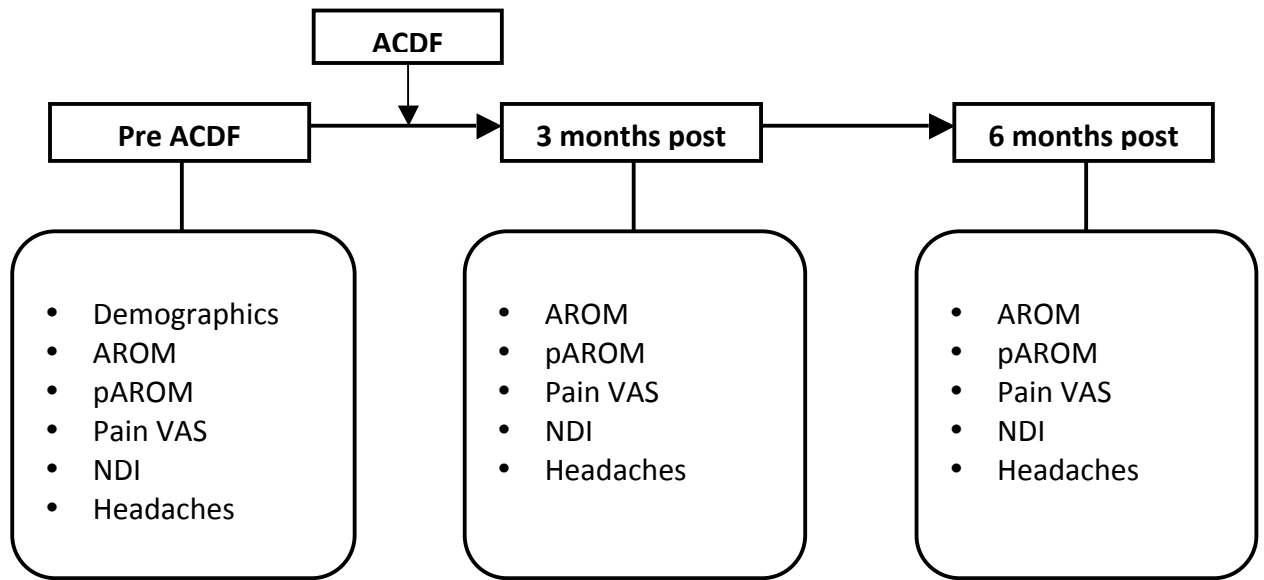 ACDF
Pre ACDF
3 months post
6 months post
• Demographics
• AROM
• pAROM
• Pain VAS
• NDI
• Headaches
• AROM
• pAROM
• Pain VAS
• NDI
• Headaches
• AROM
• pAROM
• Pain VAS
• NDI
• Headaches